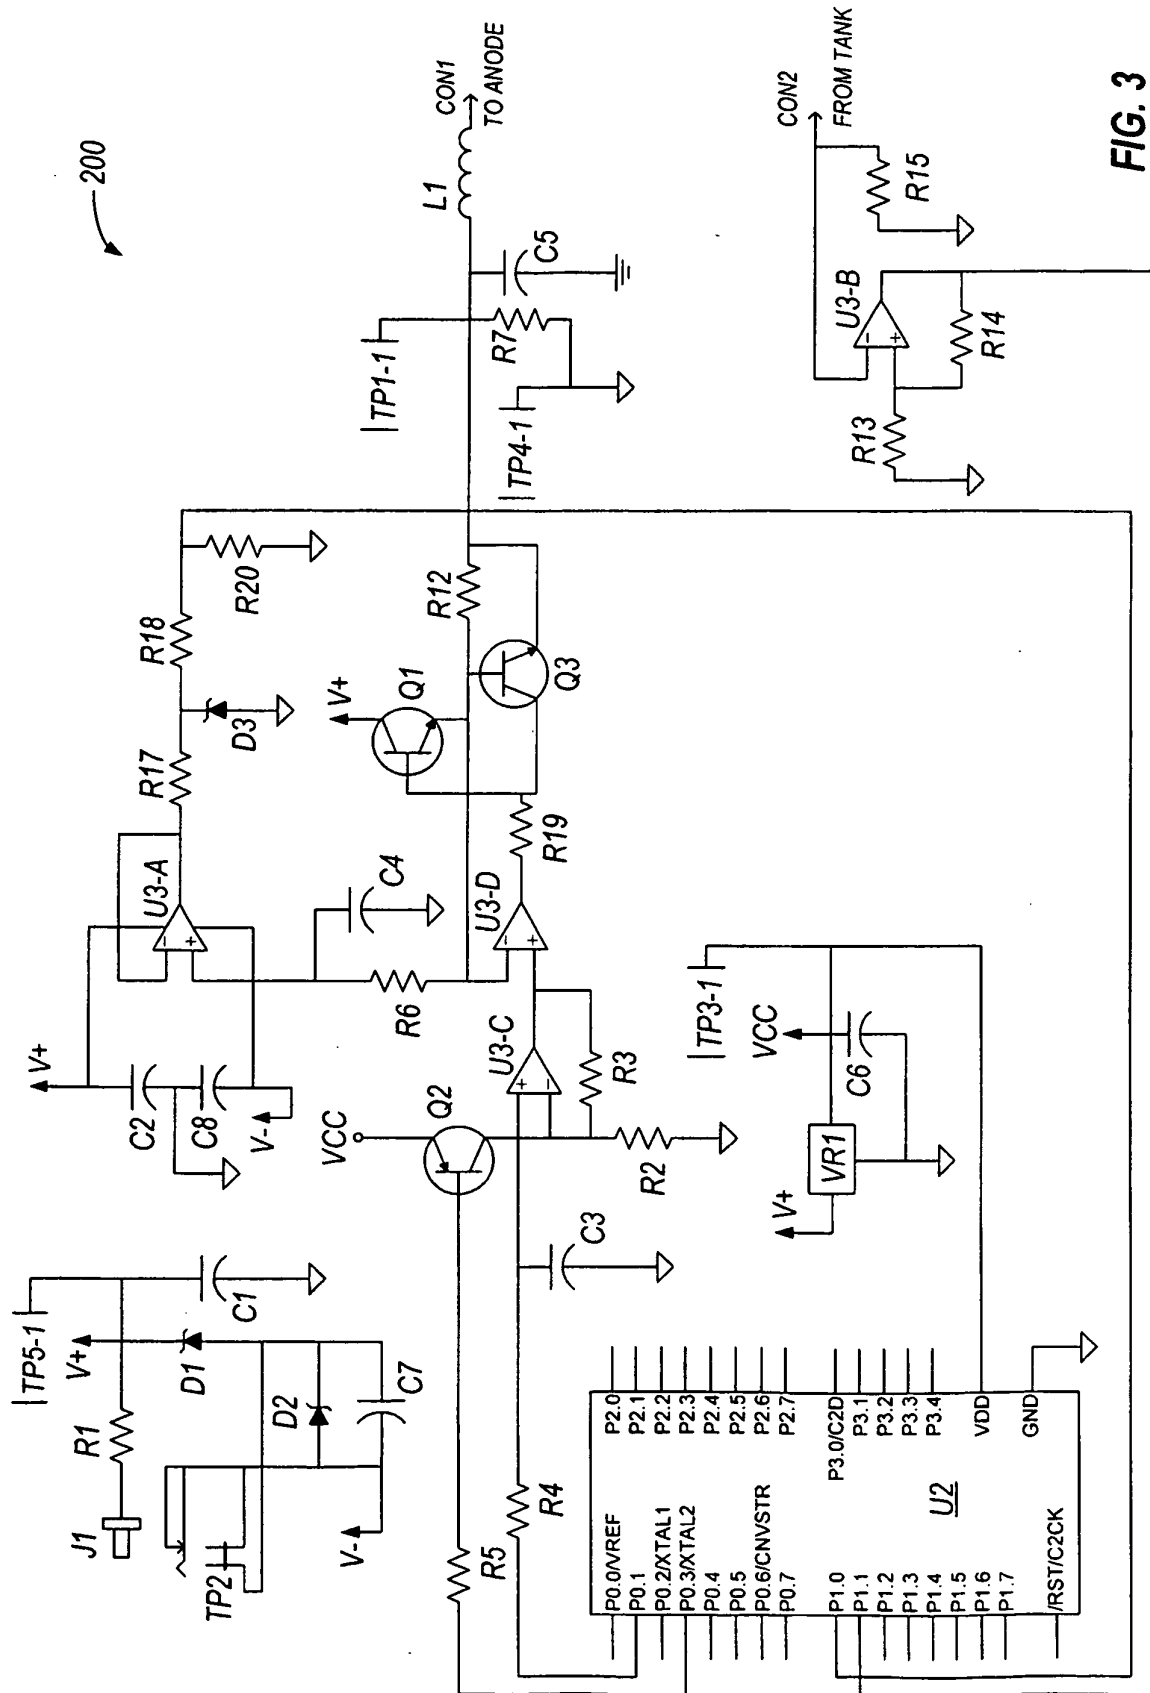 200
CON1
TO ANODE
L1
C5
TP1-1
R7
TP4-1
CON2
FROM TANK
R15
U3-B
-
+
R14
R13
R20
R18
D3
R17
U3-A
-
+
V+
C2
C8
V-
R12
V+
Q1
Q3
R19
C4
U3-D
-
+
R6
U3-C
+
-
R3
Q2
VCC
R2
C3
TP3-1
VCC
C6
VR1
V+
TP5-1
V+
C1
D1
D2
C7
R1
J1
TP2
V-1
R5
R4
P0.0/VREF
P0.1
P0.2/XTAL1
P0.3/XTAL2
P0.4
P0.5
P0.6/CNVSTR
P0.7
P1.0
P1.1
P1.2
P1.3
P1.4
P1.5
P1.6
P1.7
/RST/C2CK
U2
P2.0
P2.1
P2.2
P2.3
P2.4
P2.5
P2.6
P2.7
P3.0/C2D
P3.1
P3.2
P3.3
P3.4
VDD
GND
FIG. 3